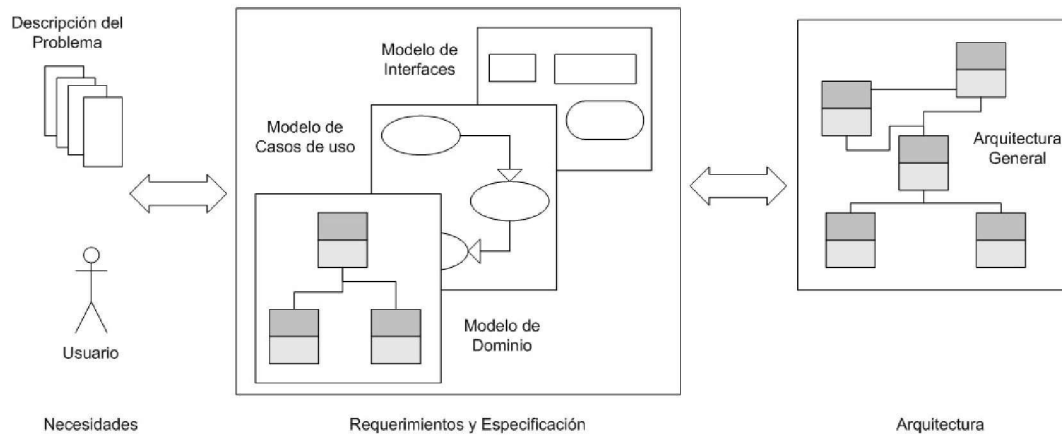 Descripción del
Problema
Usuario
Necesidades
Modelo de
Interfaces
Modelo de
Casos de uso
Modelo de
Dominio
Requerimientos y Especificación
Arquitectura
General
Arquitectura